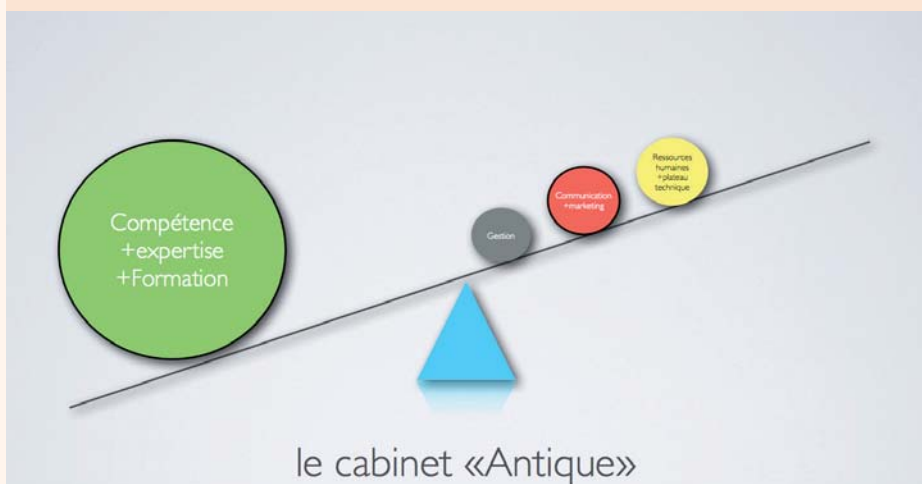 Compétence
+expertise
+Formation
Gestion
Communication
+marketing
Ressources
humaines
+plateau
technique
le cabinet «Antique»